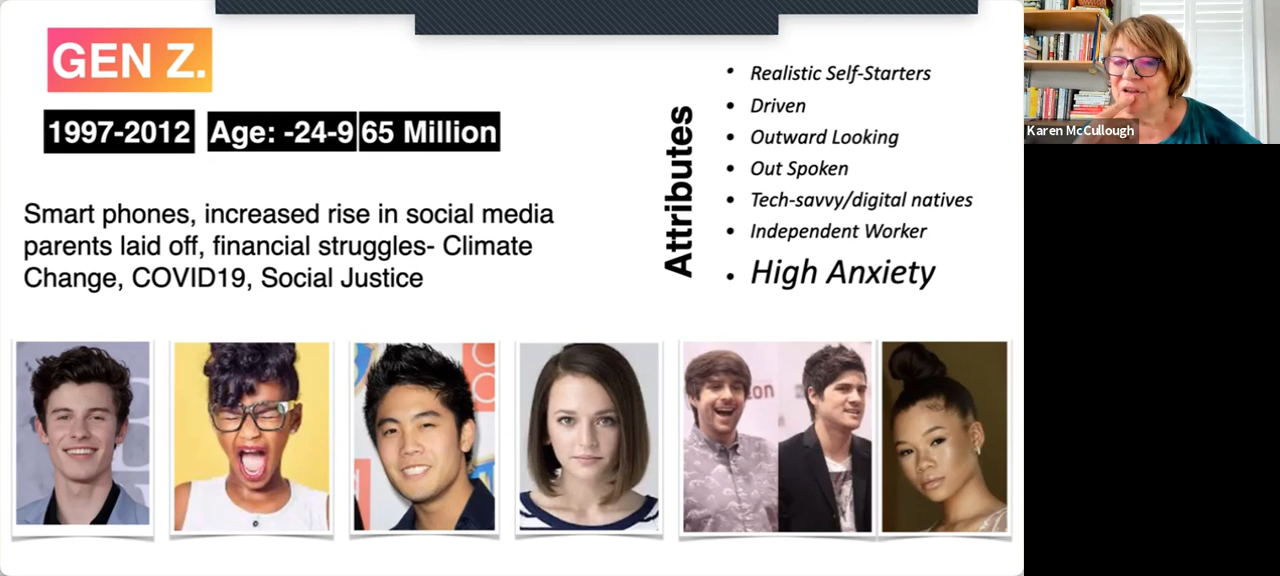 GEN Z.
1997-2012 Age: -24-9 65 Million
Smart phones, increased rise in social media
parents laid off, financial struggles- Climate
Change, COVID19, Social Justice
Attributes
• Realistic Self-Starters
• Driven
• Outward Looking
• Out Spoken
• Tech-savvy/digital natives
• Independent Worker
• High Anxiety
on
Karen McCullough